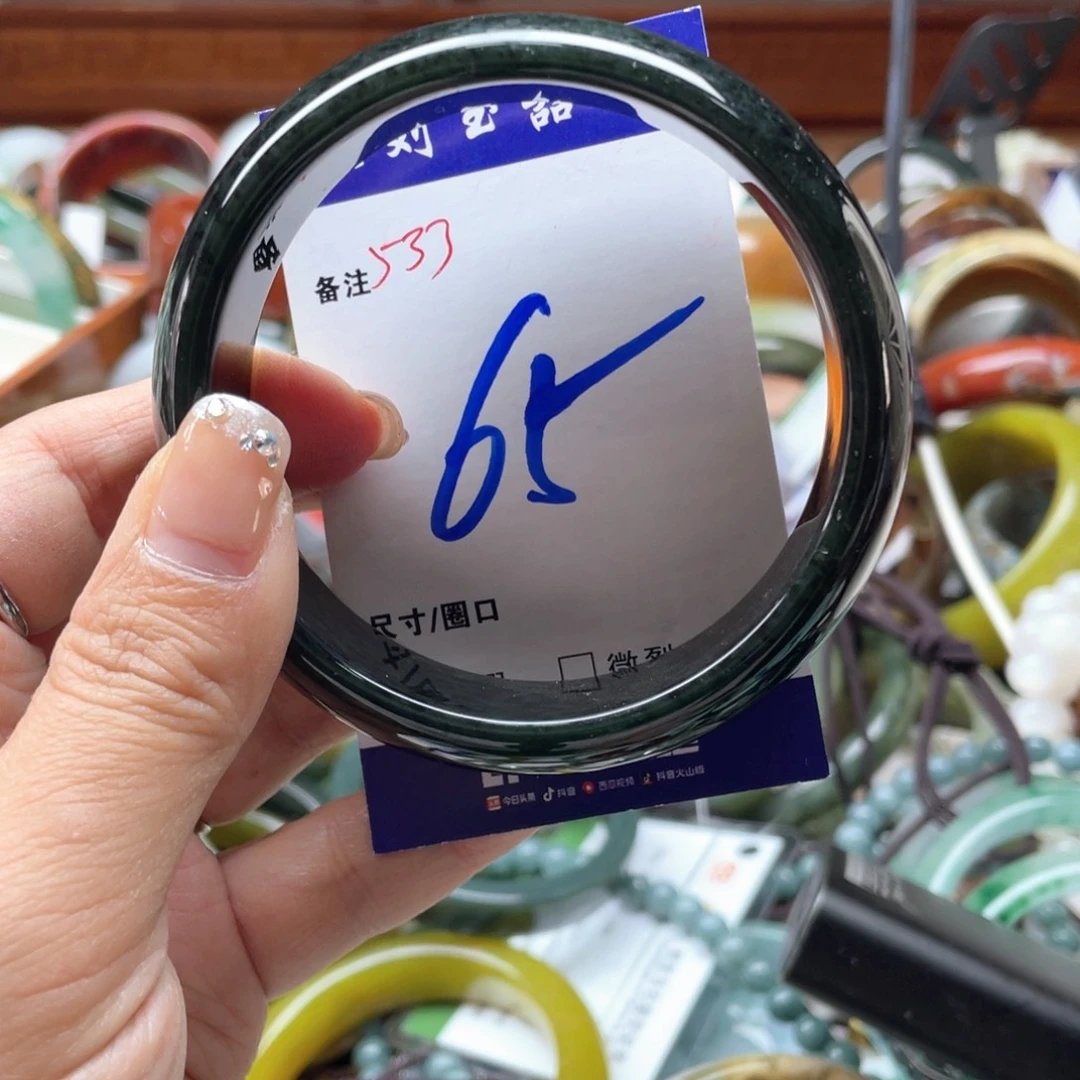 刘玉韶
备注533
65
尺寸/圈口
微裂
今日头条 抖音 西瓜视频 抖音火山版